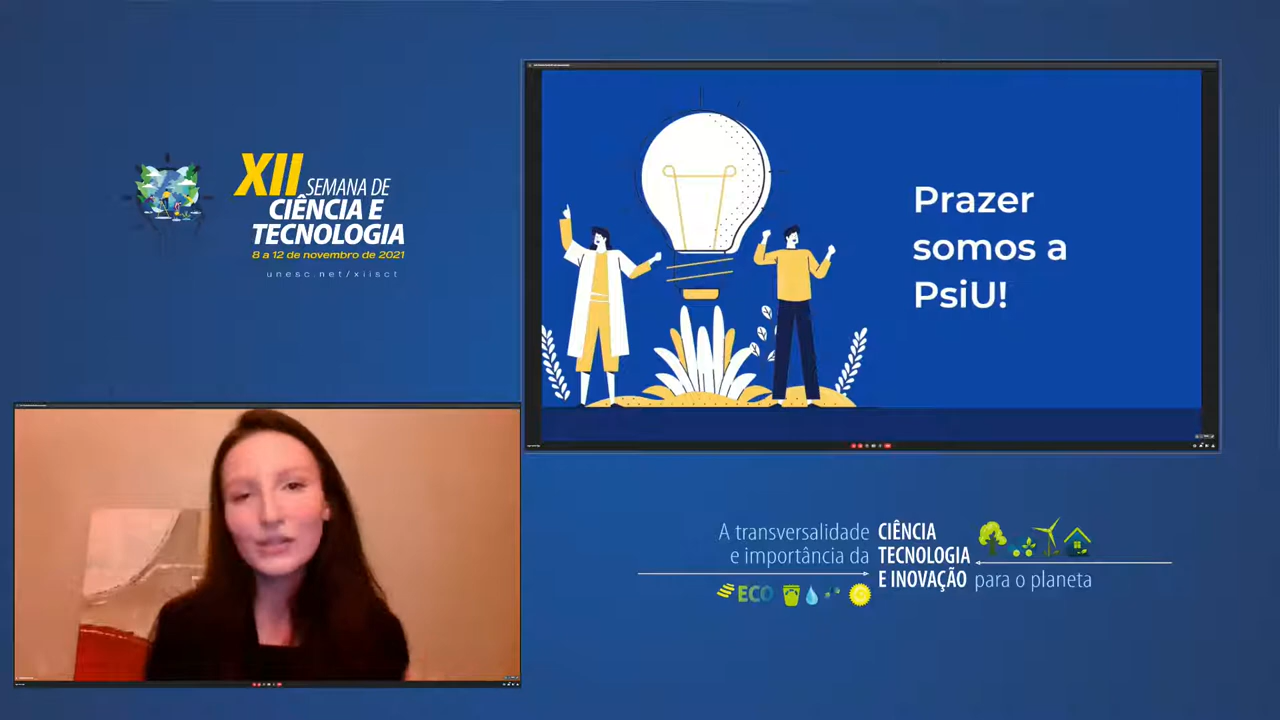 XII SEMANA DE
CIÊNCIA E
TECNOLOGIA
8 a 12 de novembro de 2021
unesc.net/xiisct
Prazer
somos a
PsiU!
A transversalidade
e importância da
CIÊNCIA
TECNOLOGIA
E INOVAÇÃO para o planeta
ECO